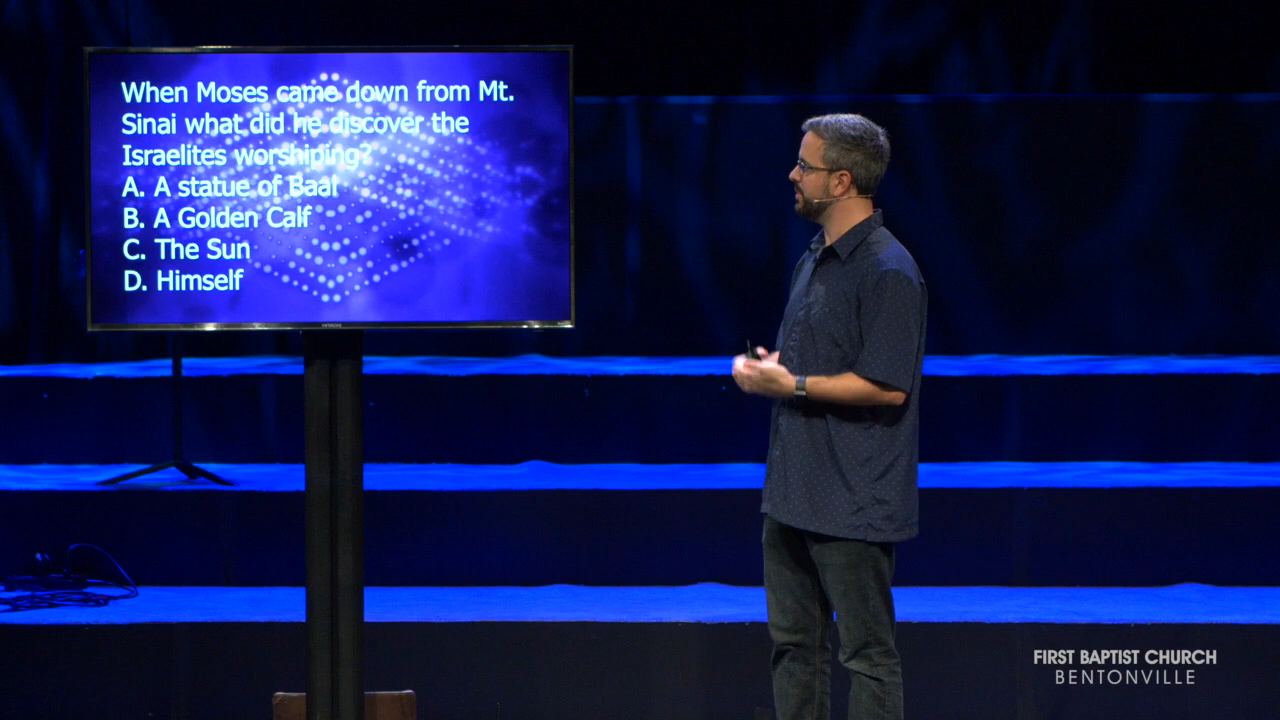 When Moses came down from Mt.
Sinai what did he discover the
Israelites worshiping?
A. A statue of Baal
B. A Golden Calf
C. The Sun
D. Himself
HITACHI
FIRST BAPTIST CHURCH
BENTONVILLE